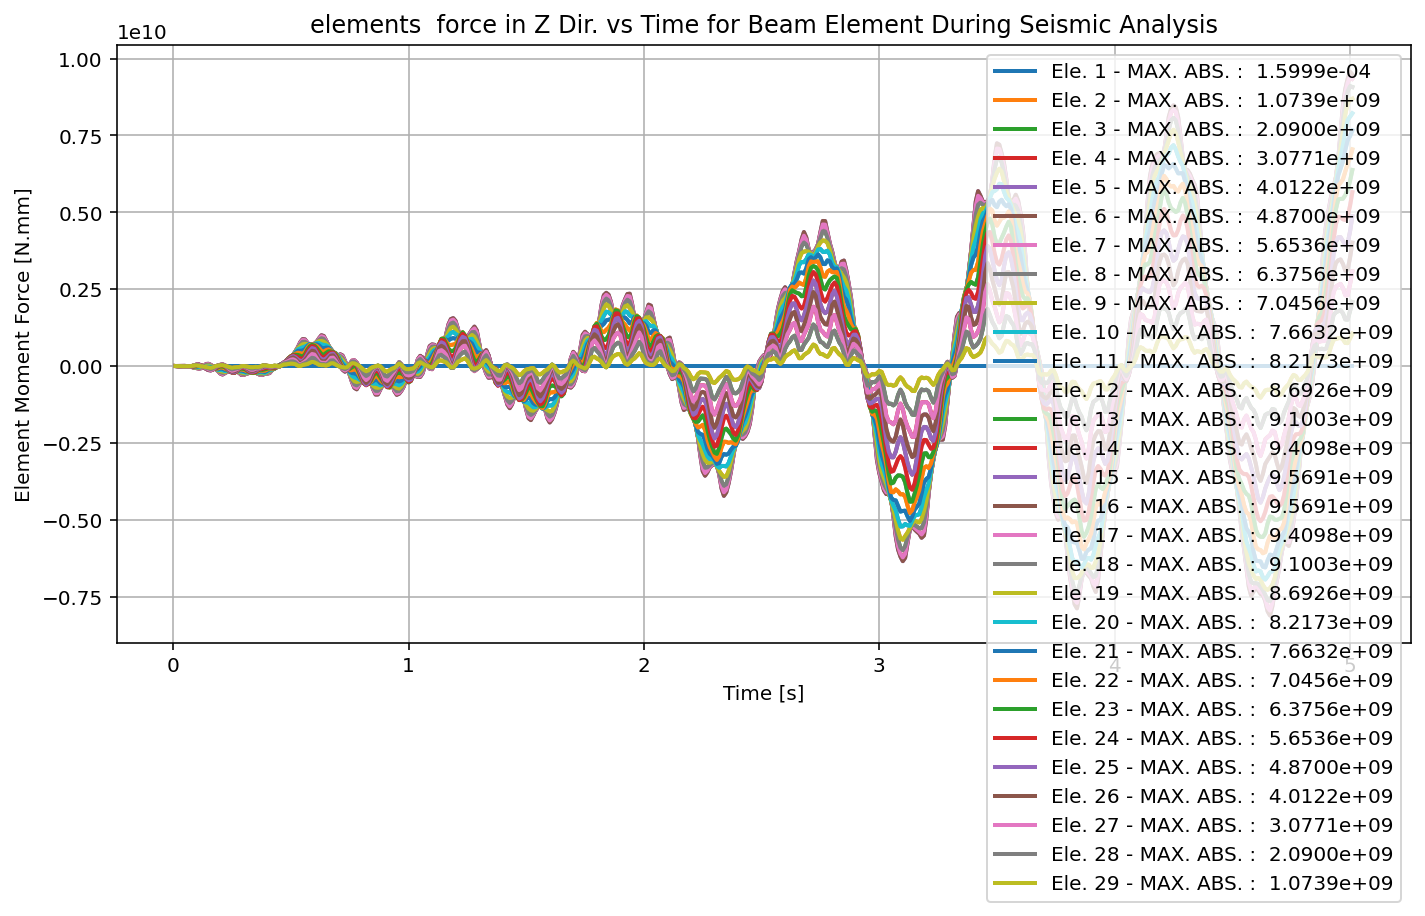 elements  force in Z Dir. vs Time for Beam Element During Seismic Analysis
1e10
1.00
0.75
0.50
0.25
0.00
−0.25
−0.50
−0.75
Element Moment Force [N.mm]
0
1
2
3
4
5
Time [s]
Ele. 1 - MAX. ABS. :  1.5999e-04
Ele. 2 - MAX. ABS. :  1.0739e+09
Ele. 3 - MAX. ABS. :  2.0900e+09
Ele. 4 - MAX. ABS. :  3.0771e+09
Ele. 5 - MAX. ABS. :  4.0122e+09
Ele. 6 - MAX. ABS. :  4.8700e+09
Ele. 7 - MAX. ABS. :  5.6536e+09
Ele. 8 - MAX. ABS. :  6.3756e+09
Ele. 9 - MAX. ABS. :  7.0456e+09
Ele. 10 - MAX. ABS. :  7.6632e+09
Ele. 11 - MAX. ABS. :  8.2173e+09
Ele. 12 - MAX. ABS. :  8.6926e+09
Ele. 13 - MAX. ABS. :  9.1003e+09
Ele. 14 - MAX. ABS. :  9.4098e+09
Ele. 15 - MAX. ABS. :  9.5691e+09
Ele. 16 - MAX. ABS. :  9.5691e+09
Ele. 17 - MAX. ABS. :  9.4098e+09
Ele. 18 - MAX. ABS. :  9.1003e+09
Ele. 19 - MAX. ABS. :  8.6926e+09
Ele. 20 - MAX. ABS. :  8.2173e+09
Ele. 21 - MAX. ABS. :  7.6632e+09
Ele. 22 - MAX. ABS. :  7.0456e+09
Ele. 23 - MAX. ABS. :  6.3756e+09
Ele. 24 - MAX. ABS. :  5.6536e+09
Ele. 25 - MAX. ABS. :  4.8700e+09
Ele. 26 - MAX. ABS. :  4.0122e+09
Ele. 27 - MAX. ABS. :  3.0771e+09
Ele. 28 - MAX. ABS. :  2.0900e+09
Ele. 29 - MAX. ABS. :  1.0739e+09